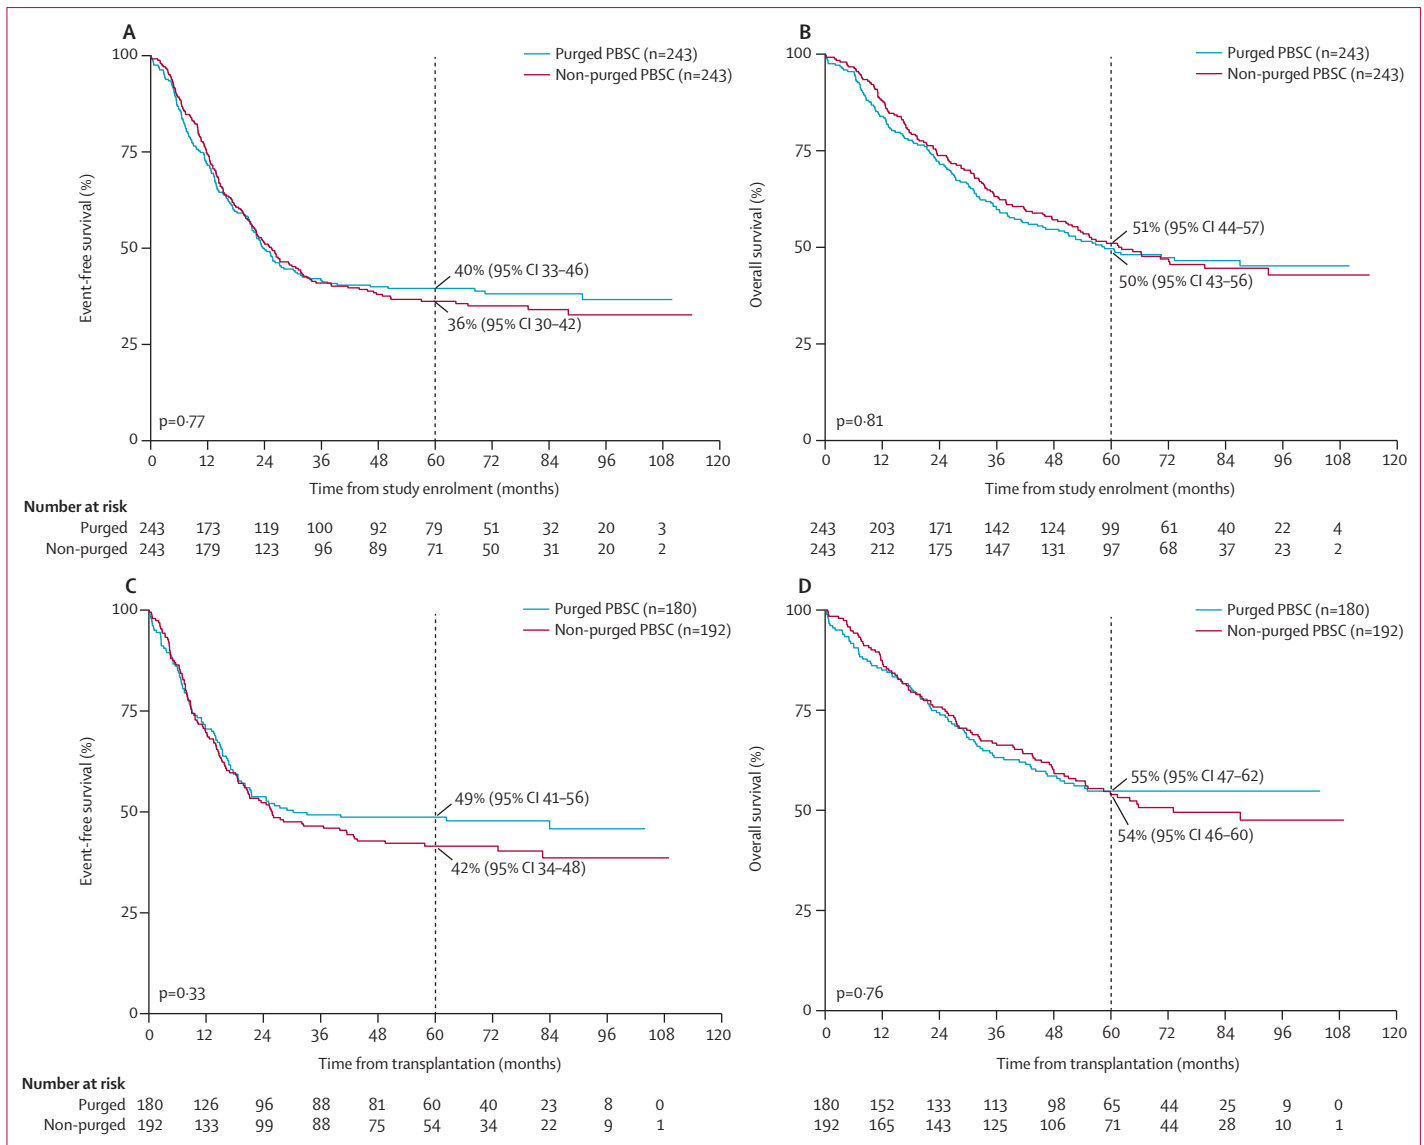 A
Purged PBSC (n=243)
Non-purged PBSC (n=243)
Event-free survival (%)
100
75
50
25
0
40% (95% CI 33–46)
36% (95% CI 30–42)
p=0·77
0 12 24 36 48 60 72 84 96 108 120
Time from study enrolment (months)
Number at risk
Purged 243 173 119 100 92 79 51 32 20 3
Non-purged 243 179 123 96 89 71 50 31 20 2
B
Purged PBSC (n=243)
Non-purged PBSC (n=243)
Overall survival (%)
100
75
50
25
0
51% (95% CI 44–57)
50% (95% CI 43–56)
p=0·81
0 12 24 36 48 60 72 84 96 108 120
Time from study enrolment (months)
243 203 171 142 124 99 61 40 22 4
243 212 175 147 131 97 68 37 23 2
C
Purged PBSC (n=180)
Non-purged PBSC (n=192)
Event-free survival (%)
100
75
50
25
0
49% (95% CI 41–56)
42% (95% CI 34–48)
p=0·33
0 12 24 36 48 60 72 84 96 108 120
Time from transplantation (months)
Number at risk
Purged 180 126 96 88 81 60 40 23 8 0
Non-purged 192 133 99 88 75 54 34 22 9 1
D
Purged PBSC (n=180)
Non-purged PBSC (n=192)
Overall survival (%)
100
75
50
25
0
55% (95% CI 47–62)
54% (95% CI 46–60)
p=0·76
0 12 24 36 48 60 72 84 96 108 120
Time from transplantation (months)
180 152 133 113 98 65 44 25 9 0
192 165 143 125 106 71 44 28 10 1